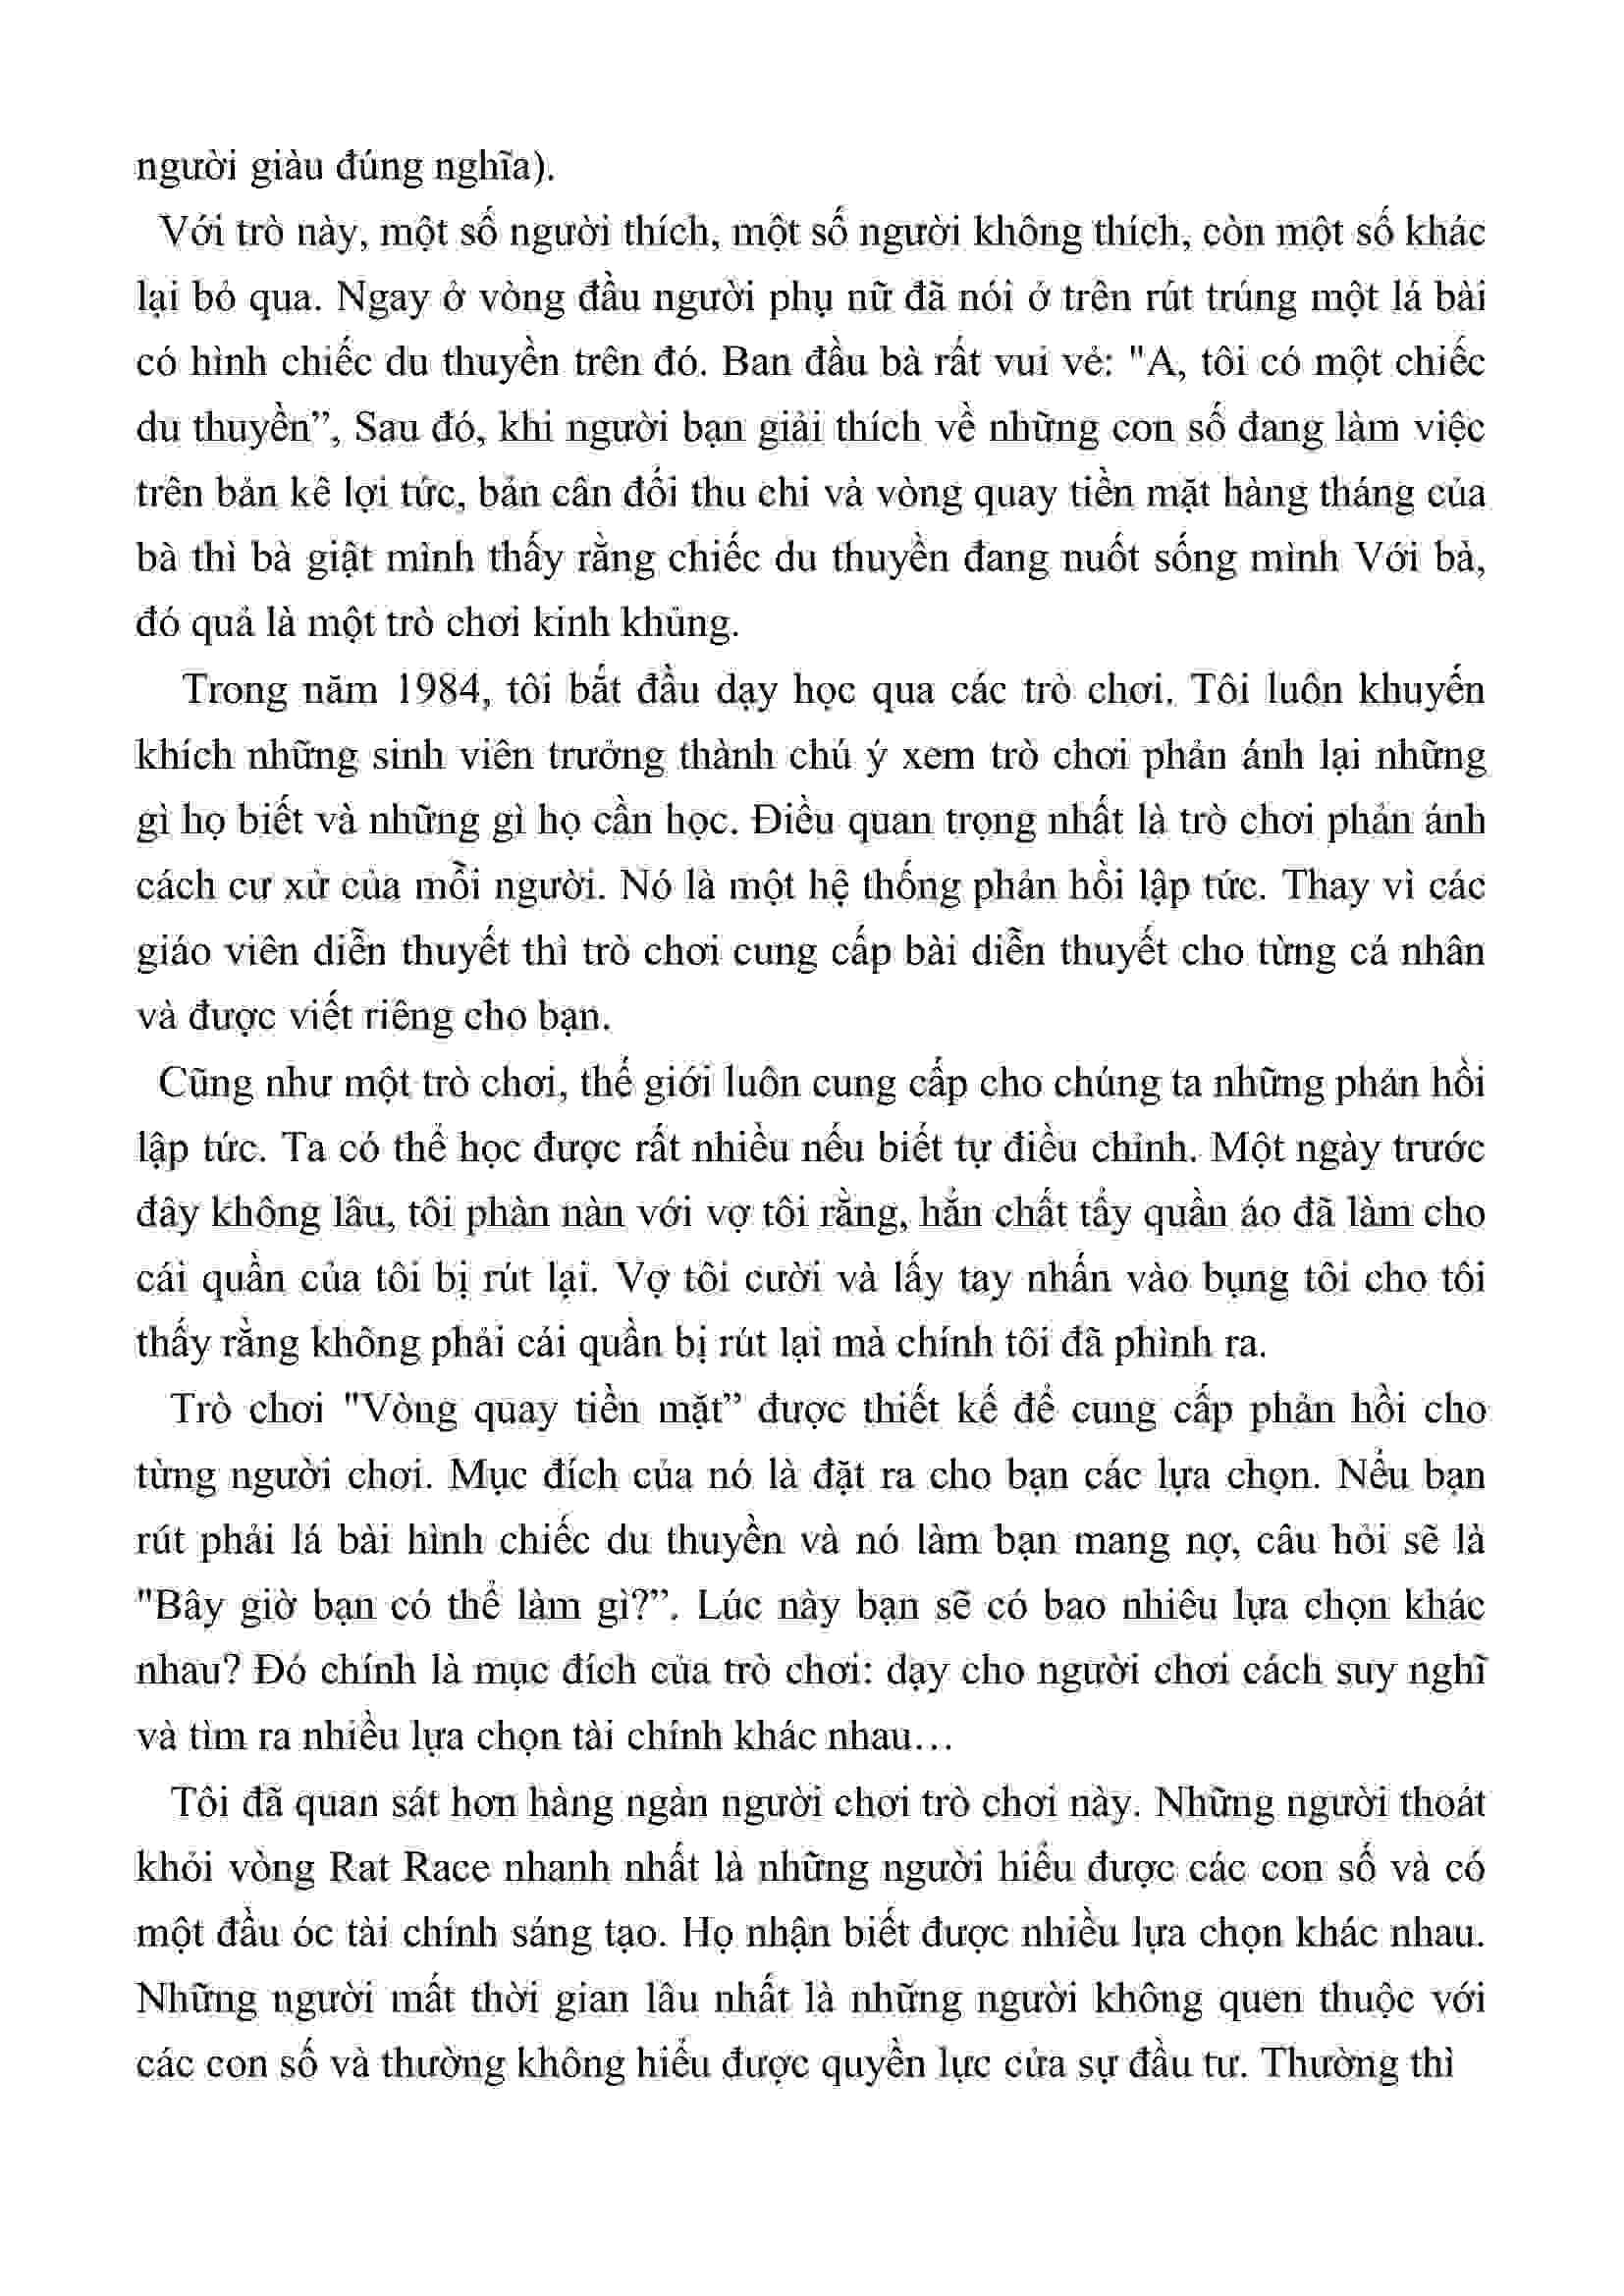 người giàu đúng nghĩa).
Với trò này, một số người thích, một số người không thích, còn một số khác
lại bỏ qua. Ngay ở vòng đầu người phụ nữ đã nói ở trên rút trúng một lá bài
có hình chiếc du thuyền trên đó. Ban đầu bà rất vui vẻ: "A, tôi có một chiếc
du thuyền”, Sau đó, khi người bạn giải thích về những con số đang làm việc
trên bản kê lợi tức, bản cân đối thu chi và vòng quay tiền mặt hàng tháng của
bà thì bà giật mình thấy rằng chiếc du thuyền đang nuốt sống mình Với bà,
đó quả là một trò chơi kinh khủng.
Trong năm 1984, tôi bắt đầu dạy học qua các trò chơi. Tôi luôn khuyến
khích những sinh viên trưởng thành chú ý xem trò chơi phản ánh lại những
gì họ biết và những gì họ cần học. Điều quan trọng nhất là trò chơi phản ánh
cách cư xử của mỗi người. Nó là một hệ thống phản hồi lập tức. Thay vì các
giáo viên diễn thuyết thì trò chơi cung cấp bài diễn thuyết cho từng cá nhân
và được viết riêng cho bạn.
Cũng như một trò chơi, thế giới luôn cung cấp cho chúng ta những phản hồi
lập tức. Ta có thể học được rất nhiều nếu biết tự điều chỉnh. Một ngày trước
đây không lâu, tôi phàn nàn với vợ tôi rằng, hẳn chất tẩy quần áo đã làm cho
cái quần của tôi bị rút lại. Vợ tôi cười và lấy tay nhấn vào bụng tôi cho tôi
thấy rằng không phải cái quần bị rút lại mà chính tôi đã phình ra.
Trò chơi "Vòng quay tiền mặt” được thiết kế để cung cấp phản hồi cho
từng người chơi. Mục đích của nó là đặt ra cho bạn các lựa chọn. Nểu bạn
rút phải lá bài hình chiếc du thuyền và nó làm bạn mang nợ, câu hỏi sẽ là
"Bây giờ bạn có thể làm gì?”. Lúc này bạn sẽ có bao nhiêu lựa chọn khác
nhau? Đó chính là mục đích của trò chơi: dạy cho người chơi cách suy nghĩ
và tìm ra nhiều lựa chọn tài chính khác nhau…
Tôi đã quan sát hơn hàng ngàn người chơi trò chơi này. Những người thoát
khỏi vòng Rat Race nhanh nhất là những người hiểu được các con số và có
một đầu óc tài chính sáng tạo. Họ nhận biết được nhiều lựa chọn khác nhau.
Những người mất thời gian lâu nhất là những người không quen thuộc với
các con số và thường không hiểu được quyền lực cửa sự đầu tư. Thường thì